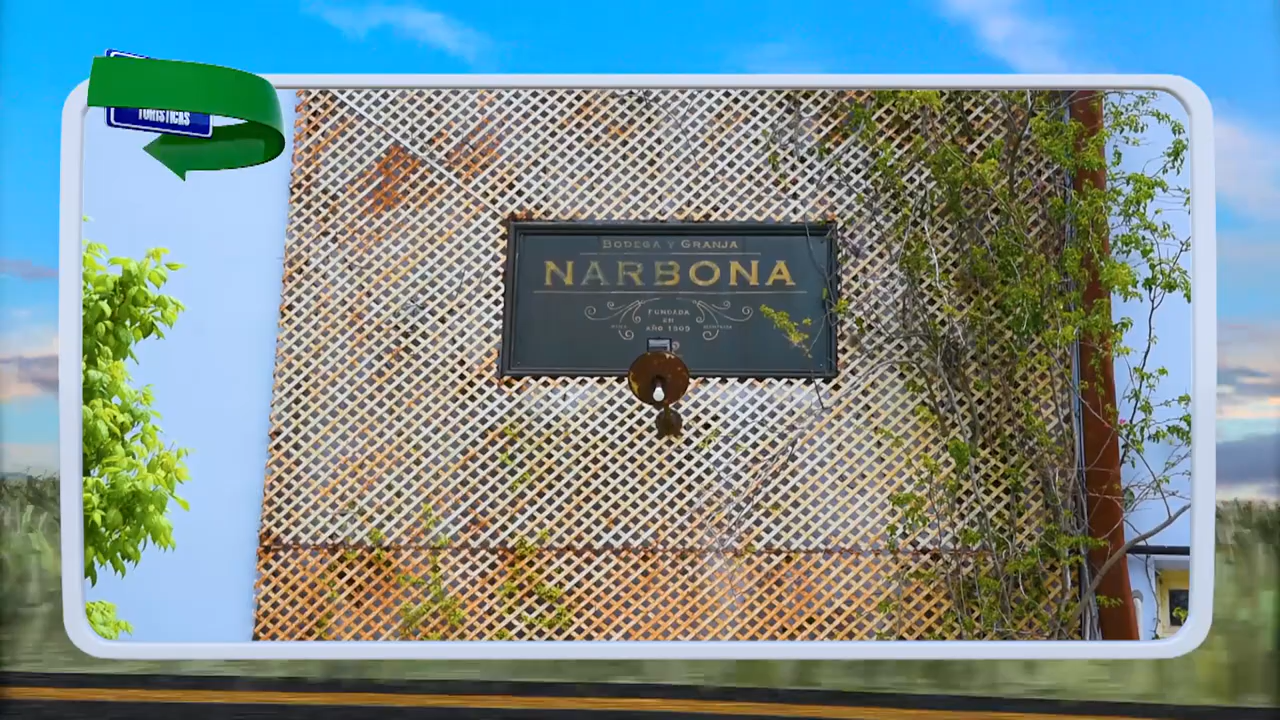 TURÍSTICAS
BODEGA Y GRANJA
NARBONA
FUNDADA
EN
AÑO 1909